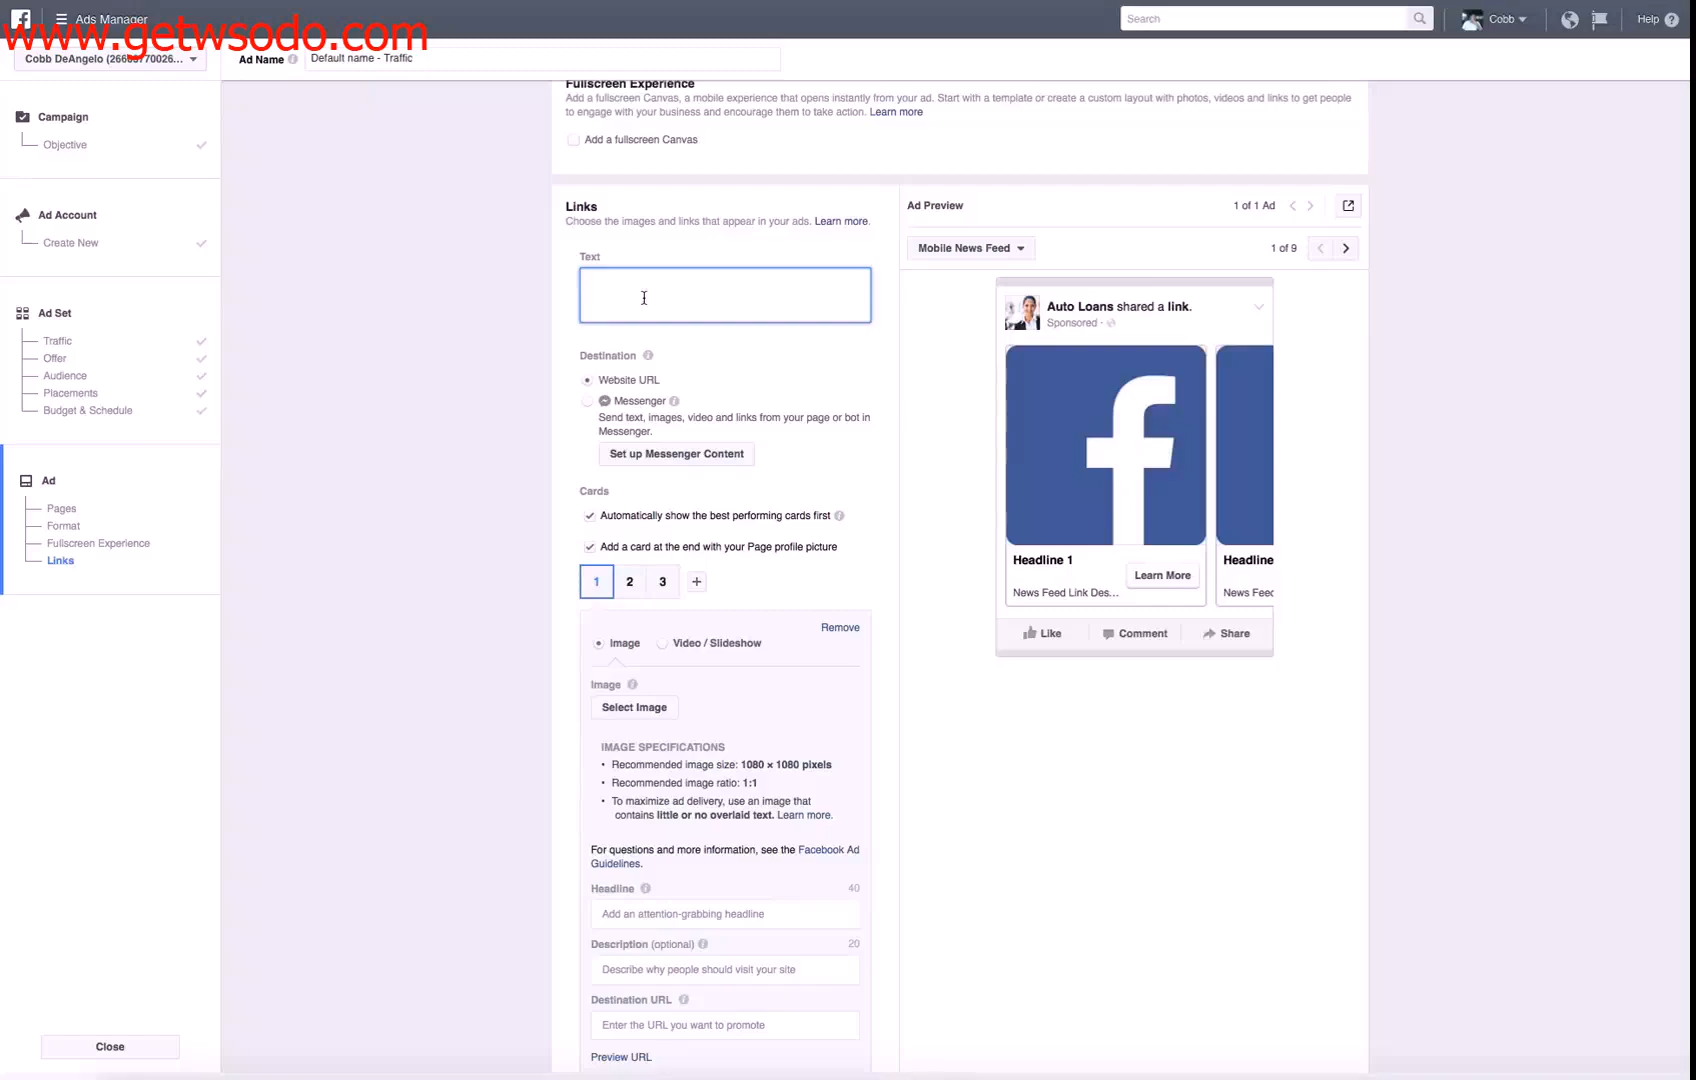 www.getwsodo.com
Ads Manager
Search
Cobb
Help
Cobb DeAngelo (26663770026...
Ad Name
Default name - Traffic
Campaign
Objective
Ad Account
Create New
Ad Set
Traffic
Offer
Audience
Placements
Budget & Schedule
Ad
Pages
Format
Fullscreen Experience
Links
Close
Fullscreen Experience
Add a fullscreen Canvas, a mobile experience that opens instantly from your ad. Start with a template or create a custom layout with photos, videos and links to get people
to engage with your business and encourage them to take action. Learn more
Add a fullscreen Canvas
Links
Choose the images and links that appear in your ads. Learn more.
Text
Destination
Website URL
Messenger
Send text, images, video and links from your page or bot in
Messenger.
Set up Messenger Content
Cards
Automatically show the best performing cards first
Add a card at the end with your Page profile picture
1 2 3 +
Remove
Image Video / Slideshow
Image
Select Image
IMAGE SPECIFICATIONS
• Recommended image size: 1080 × 1080 pixels
• Recommended image ratio: 1:1
• To maximize ad delivery, use an image that
contains little or no overlaid text. Learn more.
For questions and more information, see the Facebook Ad
Guidelines.
Headline 40
Add an attention-grabbing headline
Description (optional) 20
Describe why people should visit your site
Destination URL
Enter the URL you want to promote
Preview URL
Ad Preview
1 of 1 Ad
Mobile News Feed
1 of 9
Auto Loans shared a link.
Sponsored ·
Headline 1
Learn More
News Feed Link Des...
Headline
News Feed
Like
Comment
Share